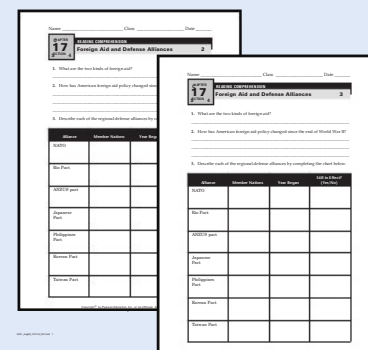 Name Class Date
CHAPTER
17
SECTION 4
READING COMPREHENSION
Foreign Aid and Defense Alliances 2
1. What are the two kinds of foreign aid?
2. How has American foreign aid policy changed sinc
3. Describe each of the regional defense alliances by c
Alliance Member Nations Year Bega
NATO
Rio Pact
ANZUS pact
Japanese
Pact
Philippines
Pact
Korean Pact
Taiwan Pact
Name Class Date
CHAPTER
17
SECTION 4
READING COMPREHENSION
Foreign Aid and Defense Alliances 3
1. What are the two kinds of foreign aid?
2. How has American foreign aid policy changed since the end of World War II?
3. Describe each of the regional defense alliances by completing the chart below.
Still in Effect?
Alliance Member Nations Year Began (Yes/No)
NATO
Rio Pact
ANZUS pact
Japanese
Pact
Philippines
Pact
Korean Pact
Taiwan Pact